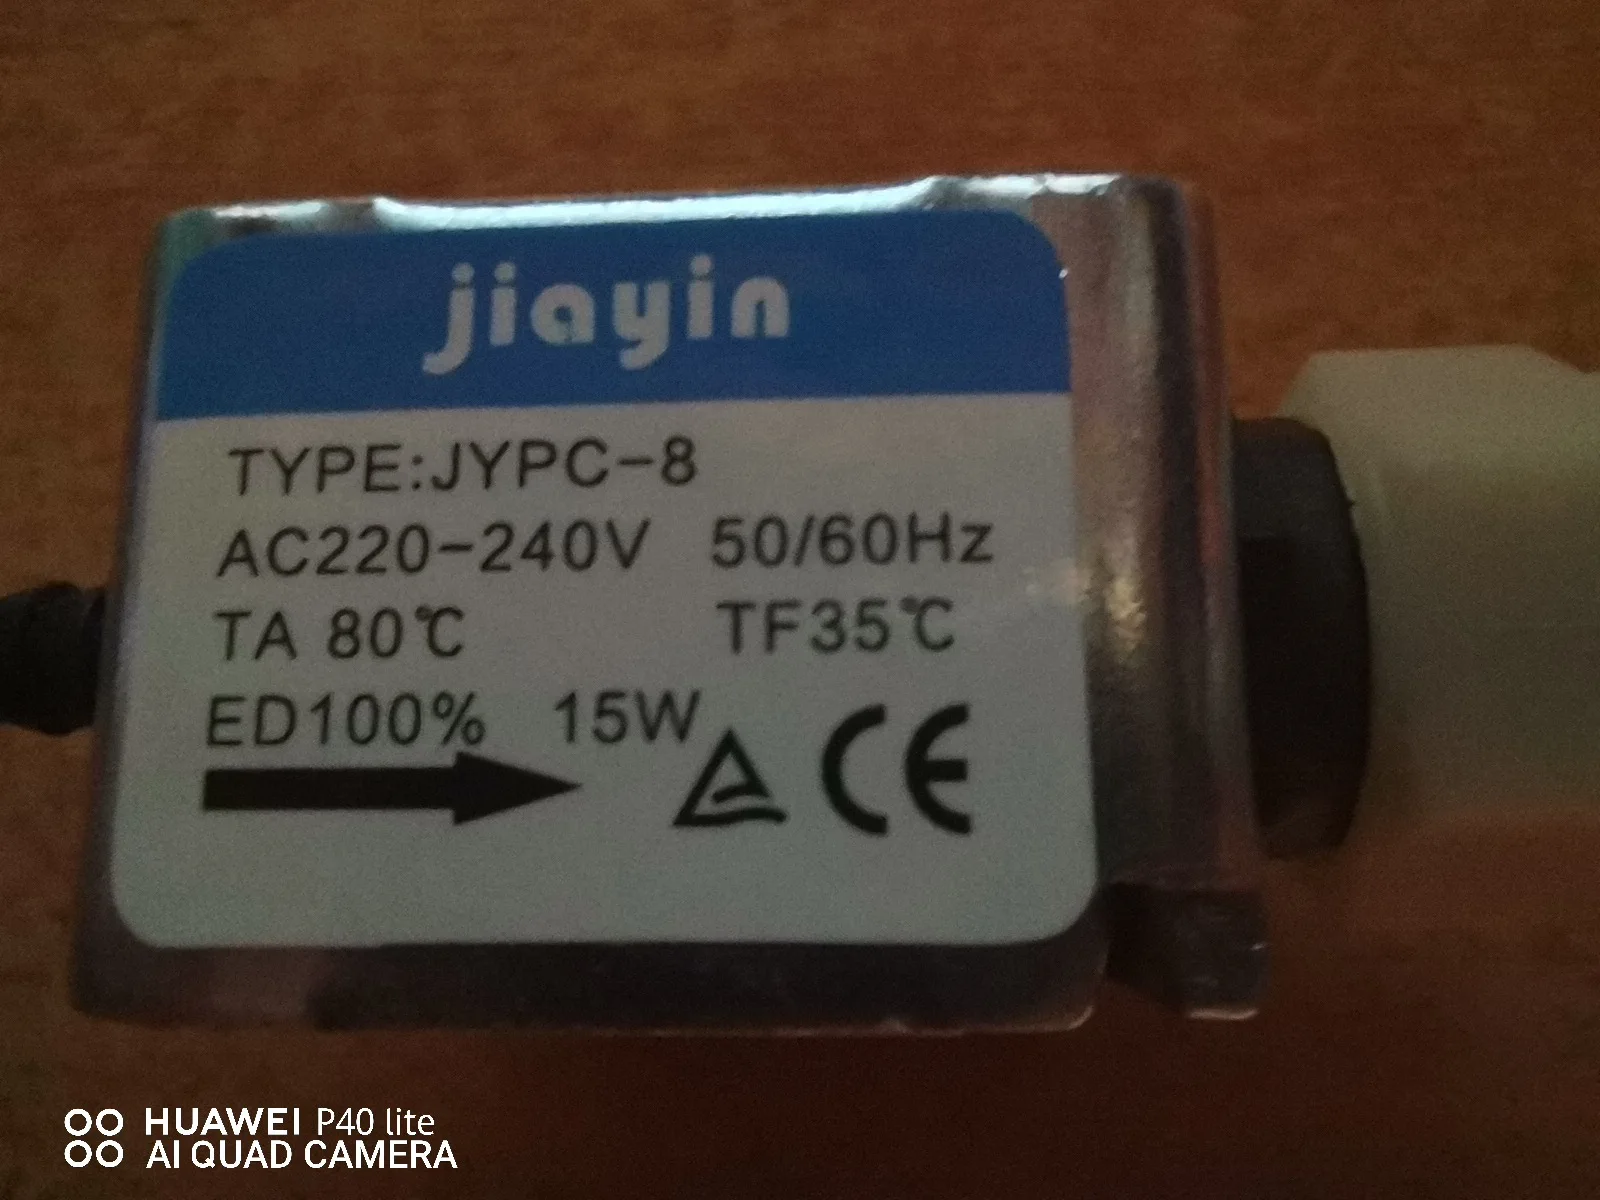 jiayin
TYPE:JYPC-8
AC220-240V 50/60Hz
TA 80℃ TF35℃
ED100% 15W
CE
HUAWEI P40 lite
AI QUAD CAMERA